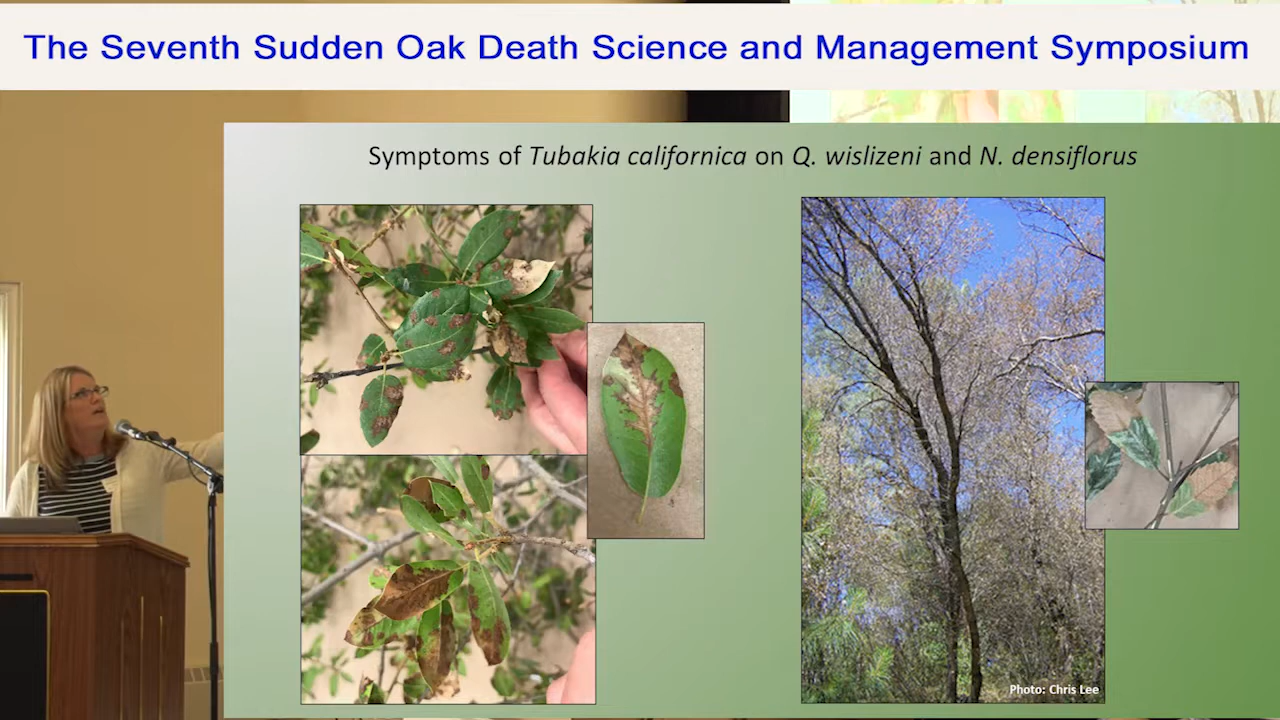 The Seventh Sudden Oak Death Science and Management Symposium
Symptoms of Tubakia californica on Q. wislizeni and N. densiflorus
Photo: Chris Lee